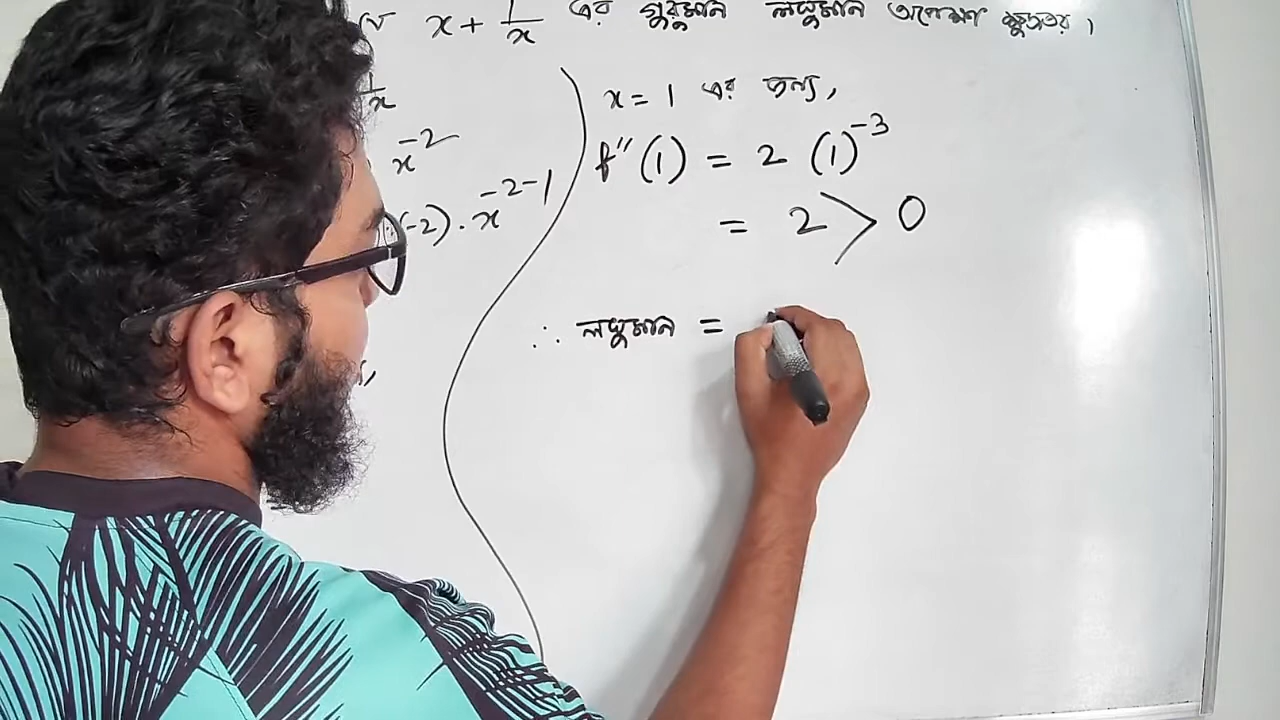 x + 1/x এর গুরুমান লঘুমান অপেক্ষা ক্ষুদ্রতর।
1/x
x⁻²
(-2) . x⁻²⁻¹
x = 1 এর জন্য,
f″(1) = 2 (1)⁻³
= 2 > 0
∴ লঘুমান =